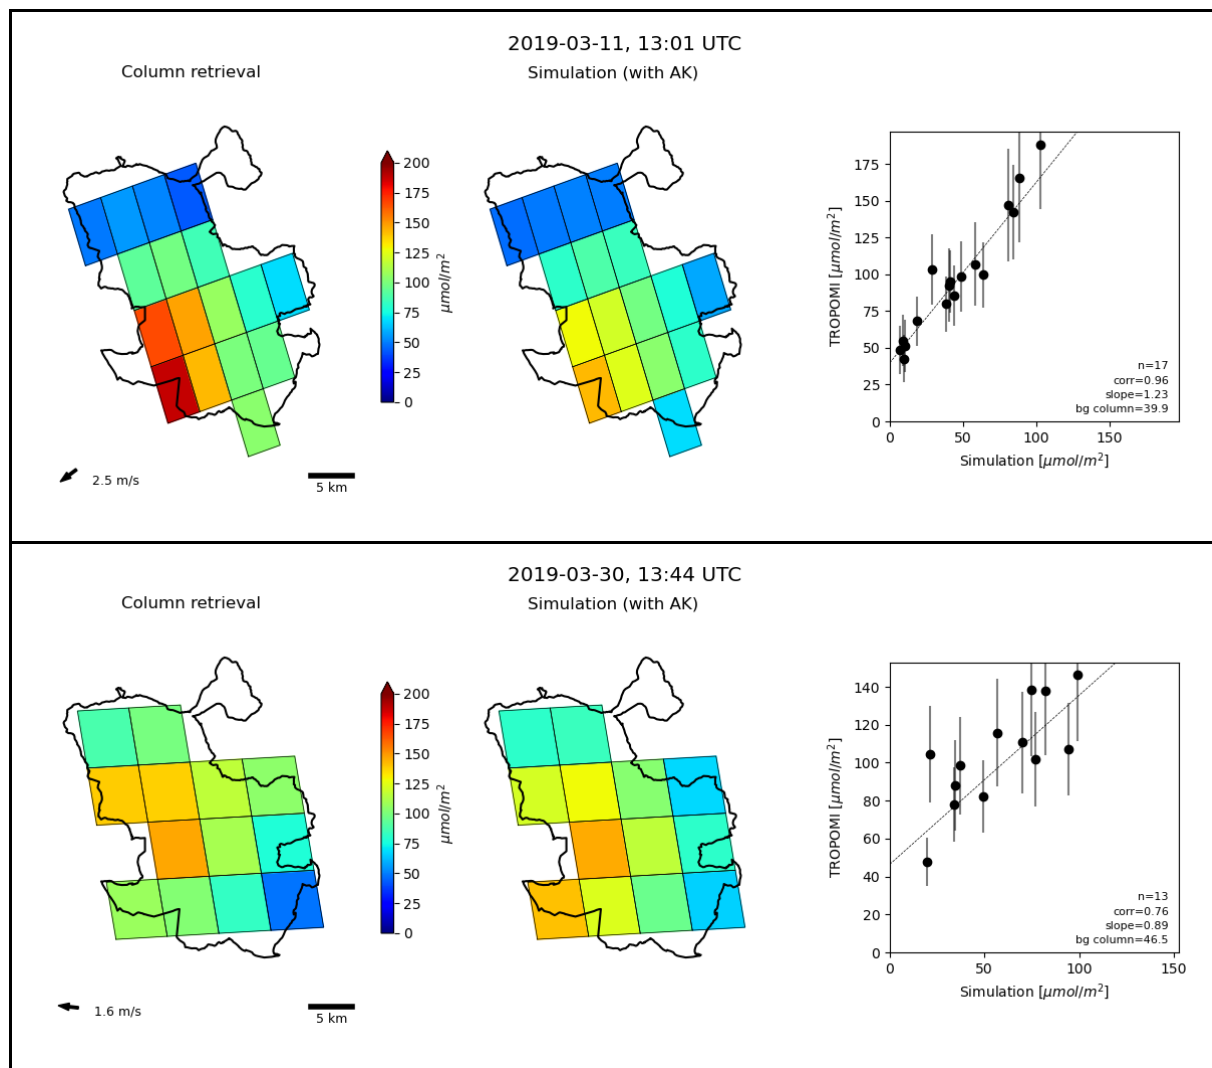 2019-03-11, 13:01 UTC
Column retrieval
Simulation (with AK)
200
175
150
125
100
75
50
25
0
μmol/m²
175
150
125
100
75
50
25
0
TROPOMI [μmol/m²]
n=17
corr=0.96
slope=1.23
bg column=39.9
0 50 100 150
Simulation [μmol/m²]
2.5 m/s
5 km
5 km
2019-03-30, 13:44 UTC
Column retrieval
Simulation (with AK)
200
175
150
125
100
75
50
25
0
μmol/m²
140
120
100
80
60
40
20
0
TROPOMI [μmol/m²]
n=13
corr=0.76
slope=0.89
bg column=46.5
0 50 100 150
Simulation [μmol/m²]
1.6 m/s
5 km
5 km